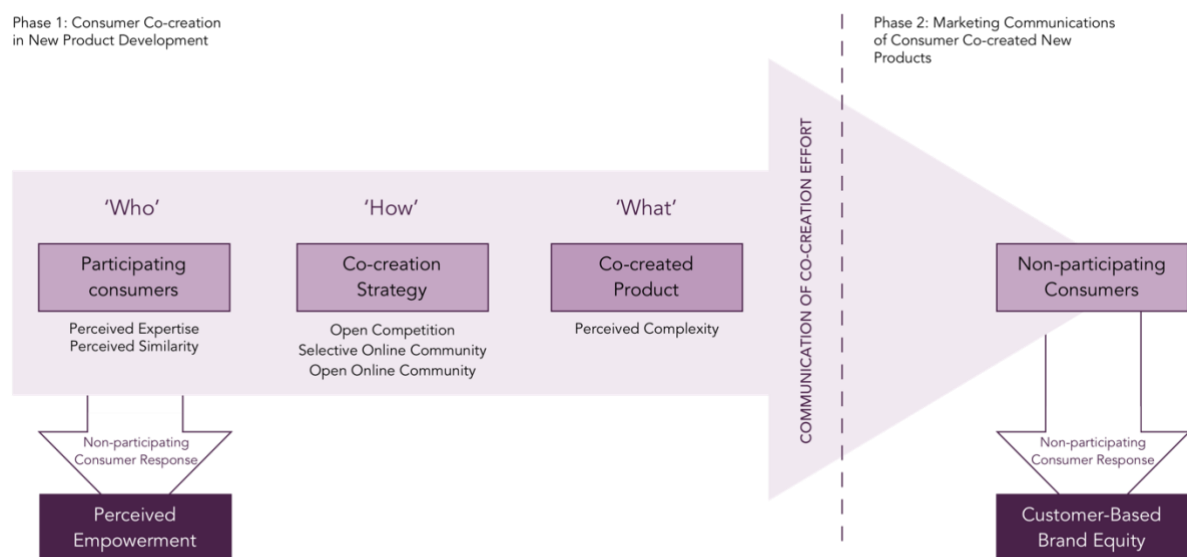 Phase 1: Consumer Co-creation
in New Product Development
Phase 2: Marketing Communications
of Consumer Co-created New
Products
‘Who’
‘How’
‘What’
Participating
consumers
Co-creation
Strategy
Co-created
Product
Non-participating
Consumers
Perceived Expertise
Perceived Similarity
Open Competition
Selective Online Community
Open Online Community
Perceived Complexity
COMMUNICATION OF CO-CREATION EFFORT
Non-participating
Consumer Response
Non-participating
Consumer Response
Perceived
Empowerment
Customer-Based
Brand Equity